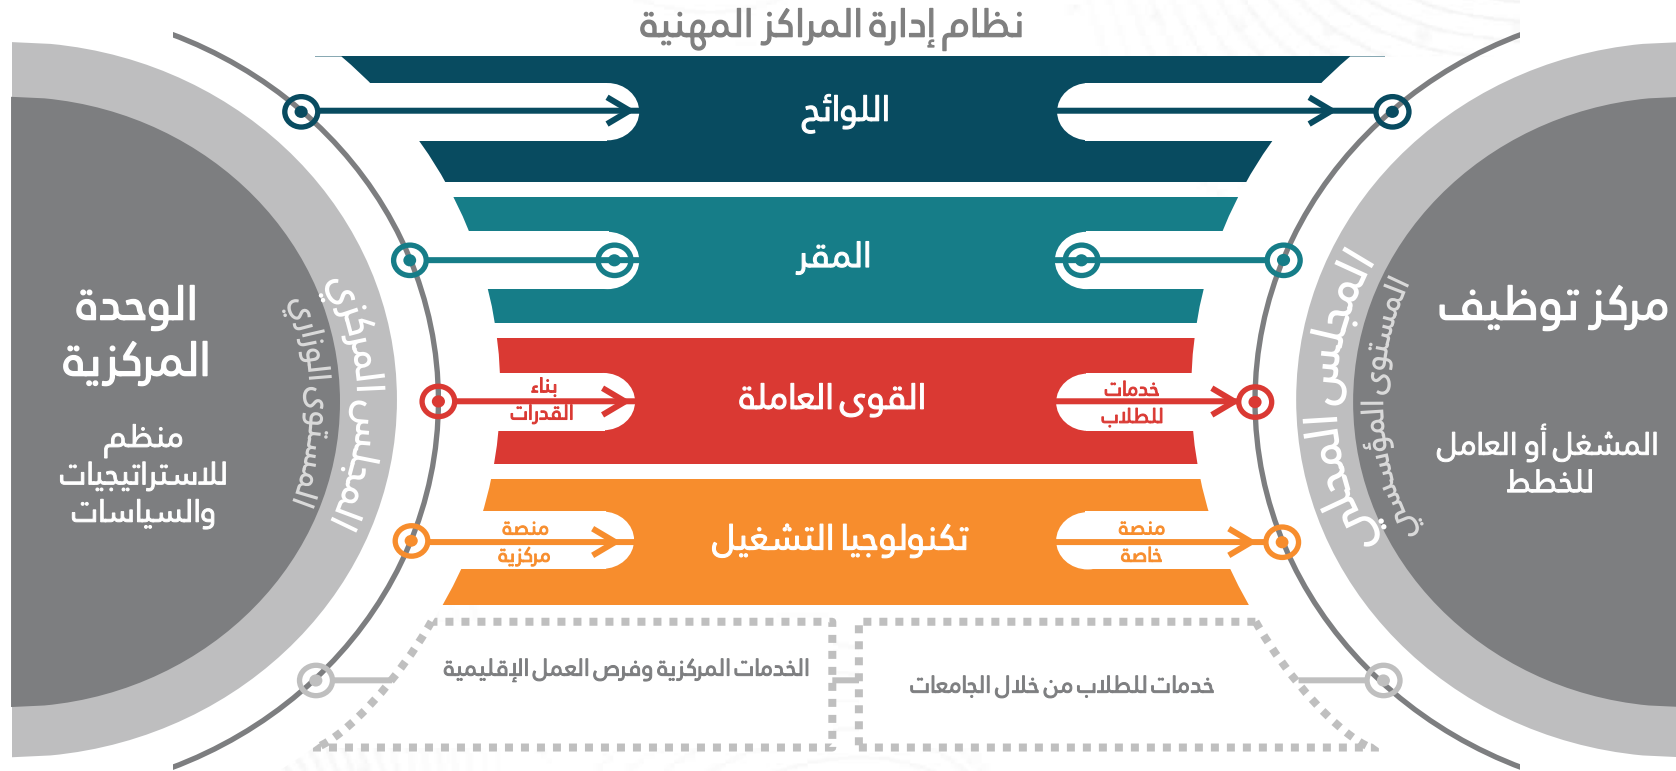 نظام إدارة المراكز المهنية
مركز توظيف
المشغل أو العامل
للخطط
المجلس المحلي
المستوى المؤسسي
اللوائح
المقر
القوى العاملة
خدمات
للطلاب
بناء
القدرات
تكنولوجيا التشغيل
منصة
خاصة
منصة
مركزية
خدمات للطلاب من خلال الجامعات
الخدمات المركزية وفرص العمل الإقليمية
المجلس المركزي
المستوى الوزاري
الوحدة
المركزية
منظم
للاستراتيجيات
والسياسات